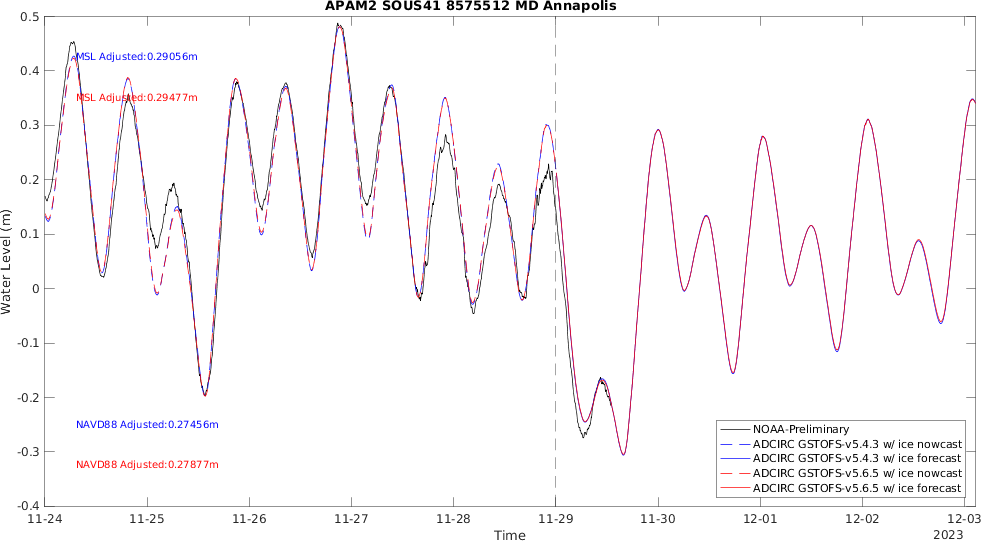 APAM2 SOUS41 8575512 MD Annapolis
0.5
0.4
0.3
0.2
0.1
0
-0.1
-0.2
-0.3
-0.4
Water Level (m)
MSL Adjusted:0.29056m
MSL Adjusted:0.29477m
NAVD88 Adjusted:0.27456m
NAVD88 Adjusted:0.27877m
NOAA-Preliminary
ADCIRC GSTOFS-v5.4.3 w/ ice nowcast
ADCIRC GSTOFS-v5.4.3 w/ ice forecast
ADCIRC GSTOFS-v5.6.5 w/ ice nowcast
ADCIRC GSTOFS-v5.6.5 w/ ice forecast
11-24 11-25 11-26 11-27 11-28 11-29 11-30 12-01 12-02 12-03
2023
Time